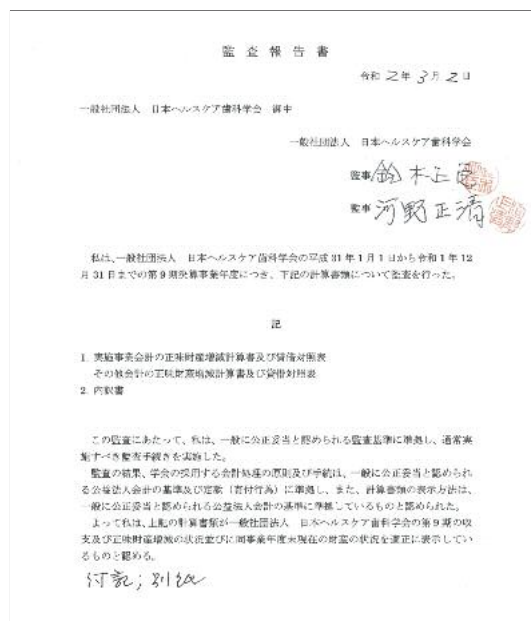 監査報告書
令和 2年 3月 2日
一般社団法人 日本ヘルスケア歯科学会 御中
一般社団法人 日本ヘルスケア歯科学会
監事 鈴木正
監事 河野正清
私は、一般社団法人 日本ヘルスケア歯科学会の平成31年1月1日から令和1年12
月31日までの第9期決算事業年度につき、下記の計算書類について監査を行った。
記
1. 実施事業会計の正味財産増減計算書及び貸借対照表
その他会計の正味財産増減計算書及び貸借対照表
2. 内訳書
この監査にあたって、私は、一般に公正妥当と認められる監査基準に準拠し、通常実
施すべき監査手続きを実施した。
監査の結果、学会の採用する会計処理の原則及び手続は、一般に公正妥当と認められ
る公益法人会計の基準及び定款（寄付行為）に準拠し、また、計算書類の表示方法は、
一般に公正妥当と認められる公益法人会計の基準に準拠しているものと認められた。
よって私は、上記の計算書類が一般社団法人 日本ヘルスケア歯科学会の第9期の収
支及び正味財産増減の状況並びに同事業年度末現在の財産の状況を適正に表示してい
るものと認める。
付記；別紙